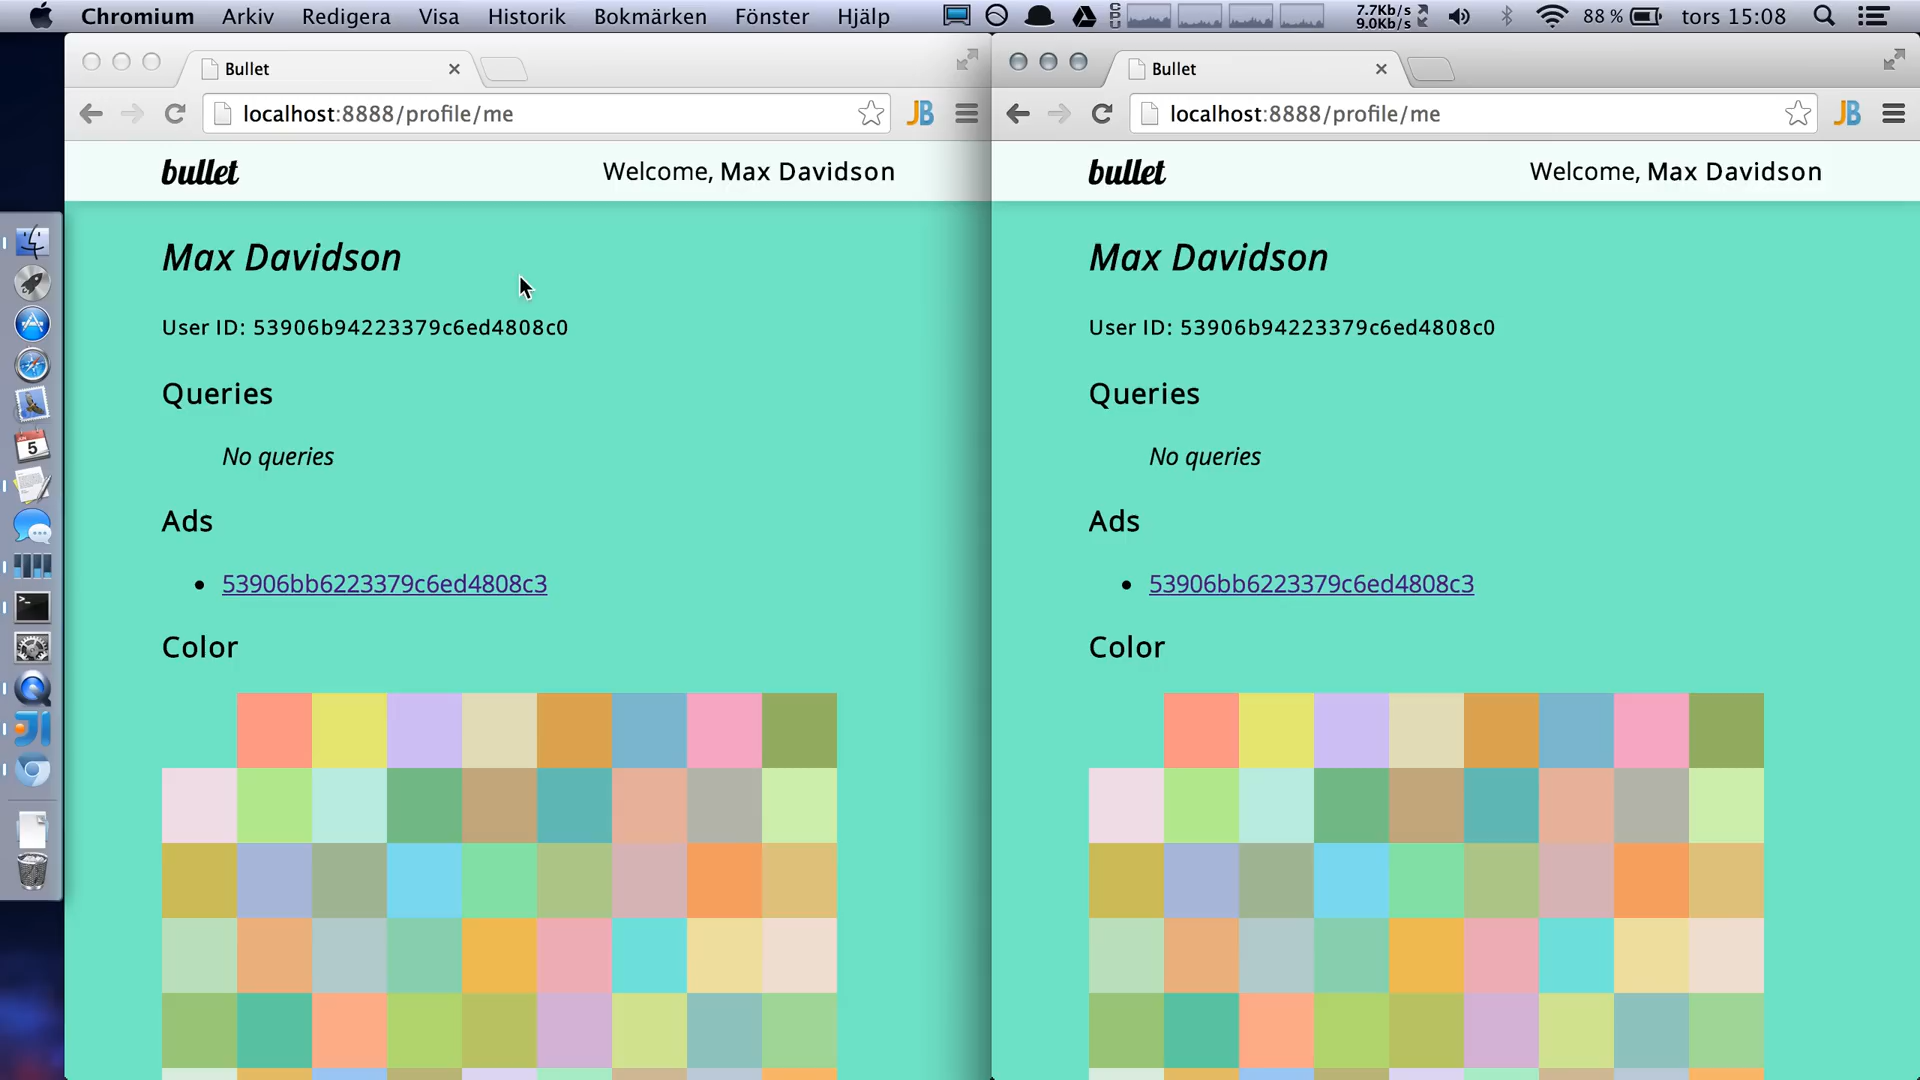 Chromium Arkiv Redigera Visa Historik Bokmärken Fönster Hjälp 7.7Kb/s 9.0Kb/s 88 % tors 15:08
Bullet
localhost:8888/profile/me
bullet Welcome, Max Davidson
Max Davidson
User ID: 53906b94223379c6ed4808c0
Queries
No queries
Ads
53906bb6223379c6ed4808c3
Color
Bullet
localhost:8888/profile/me
bullet Welcome, Max Davidson
Max Davidson
User ID: 53906b94223379c6ed4808c0
Queries
No queries
Ads
53906bb6223379c6ed4808c3
Color